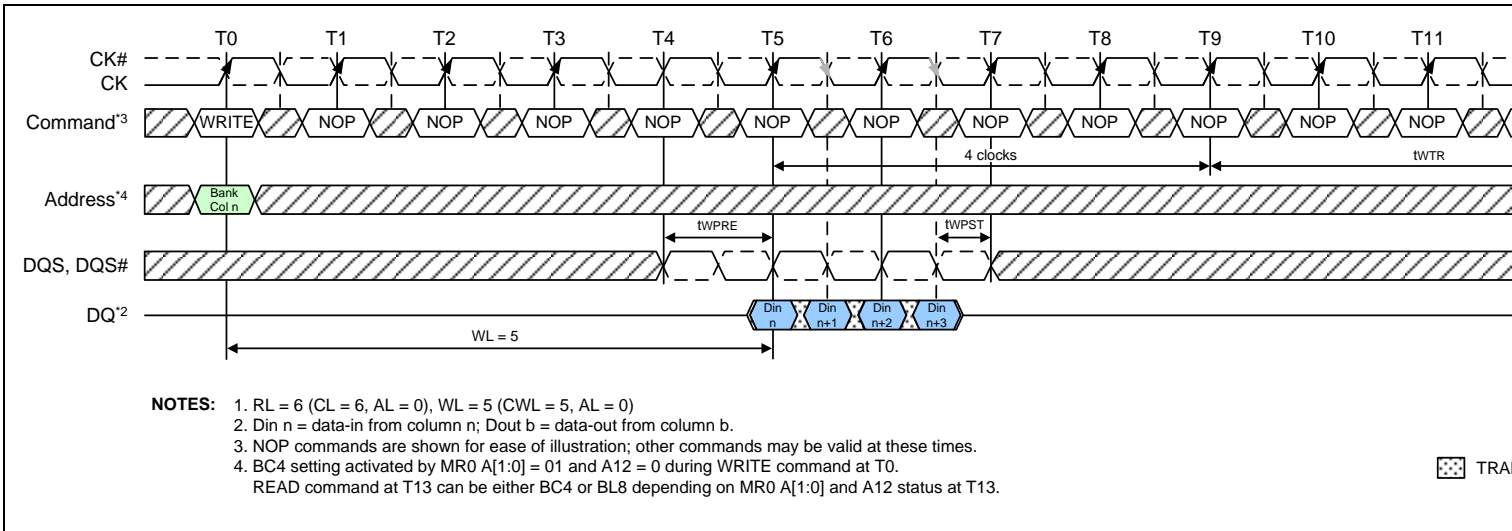 T0 T1 T2 T3 T4 T5 T6 T7 T8 T9 T10 T11
CK#
CK
Command*3 WRITE NOP NOP NOP NOP NOP NOP NOP NOP NOP NOP NOP
4 clocks tWTR
Address*4 Bank
Col n
tWPRE tWPST
DQS, DQS#
DQ*2 Din n Din n+1 Din n+2 Din n+3
WL = 5
NOTES: 1. RL = 6 (CL = 6, AL = 0), WL = 5 (CWL = 5, AL = 0)
2. Din n = data-in from column n; Dout b = data-out from column b.
3. NOP commands are shown for ease of illustration; other commands may be valid at these times.
4. BC4 setting activated by MR0 A[1:0] = 01 and A12 = 0 during WRITE command at T0.
READ command at T13 can be either BC4 or BL8 depending on MR0 A[1:0] and A12 status at T13.